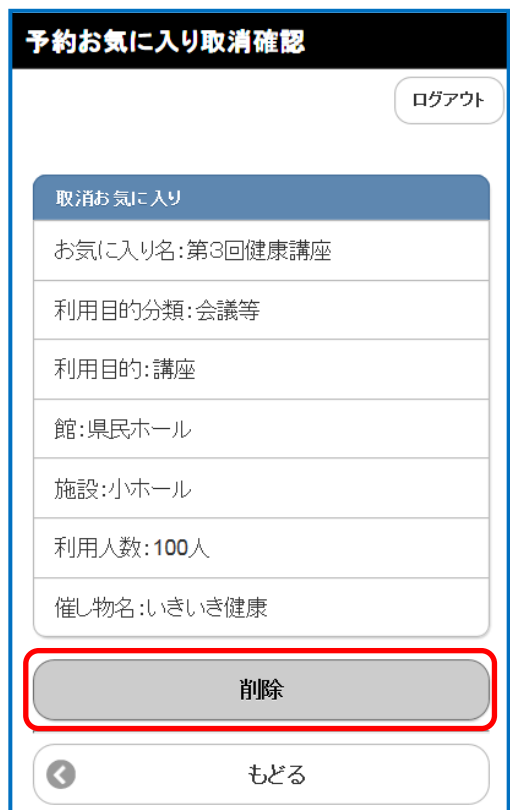 予約お気に入り取消確認
ログアウト
取消お気に入り
お気に入り名:第3回健康講座
利用目的分類:会議等
利用目的:講座
館:県民ホール
施設:小ホール
利用人数:100人
催し物名:いきいき健康
削除
もどる